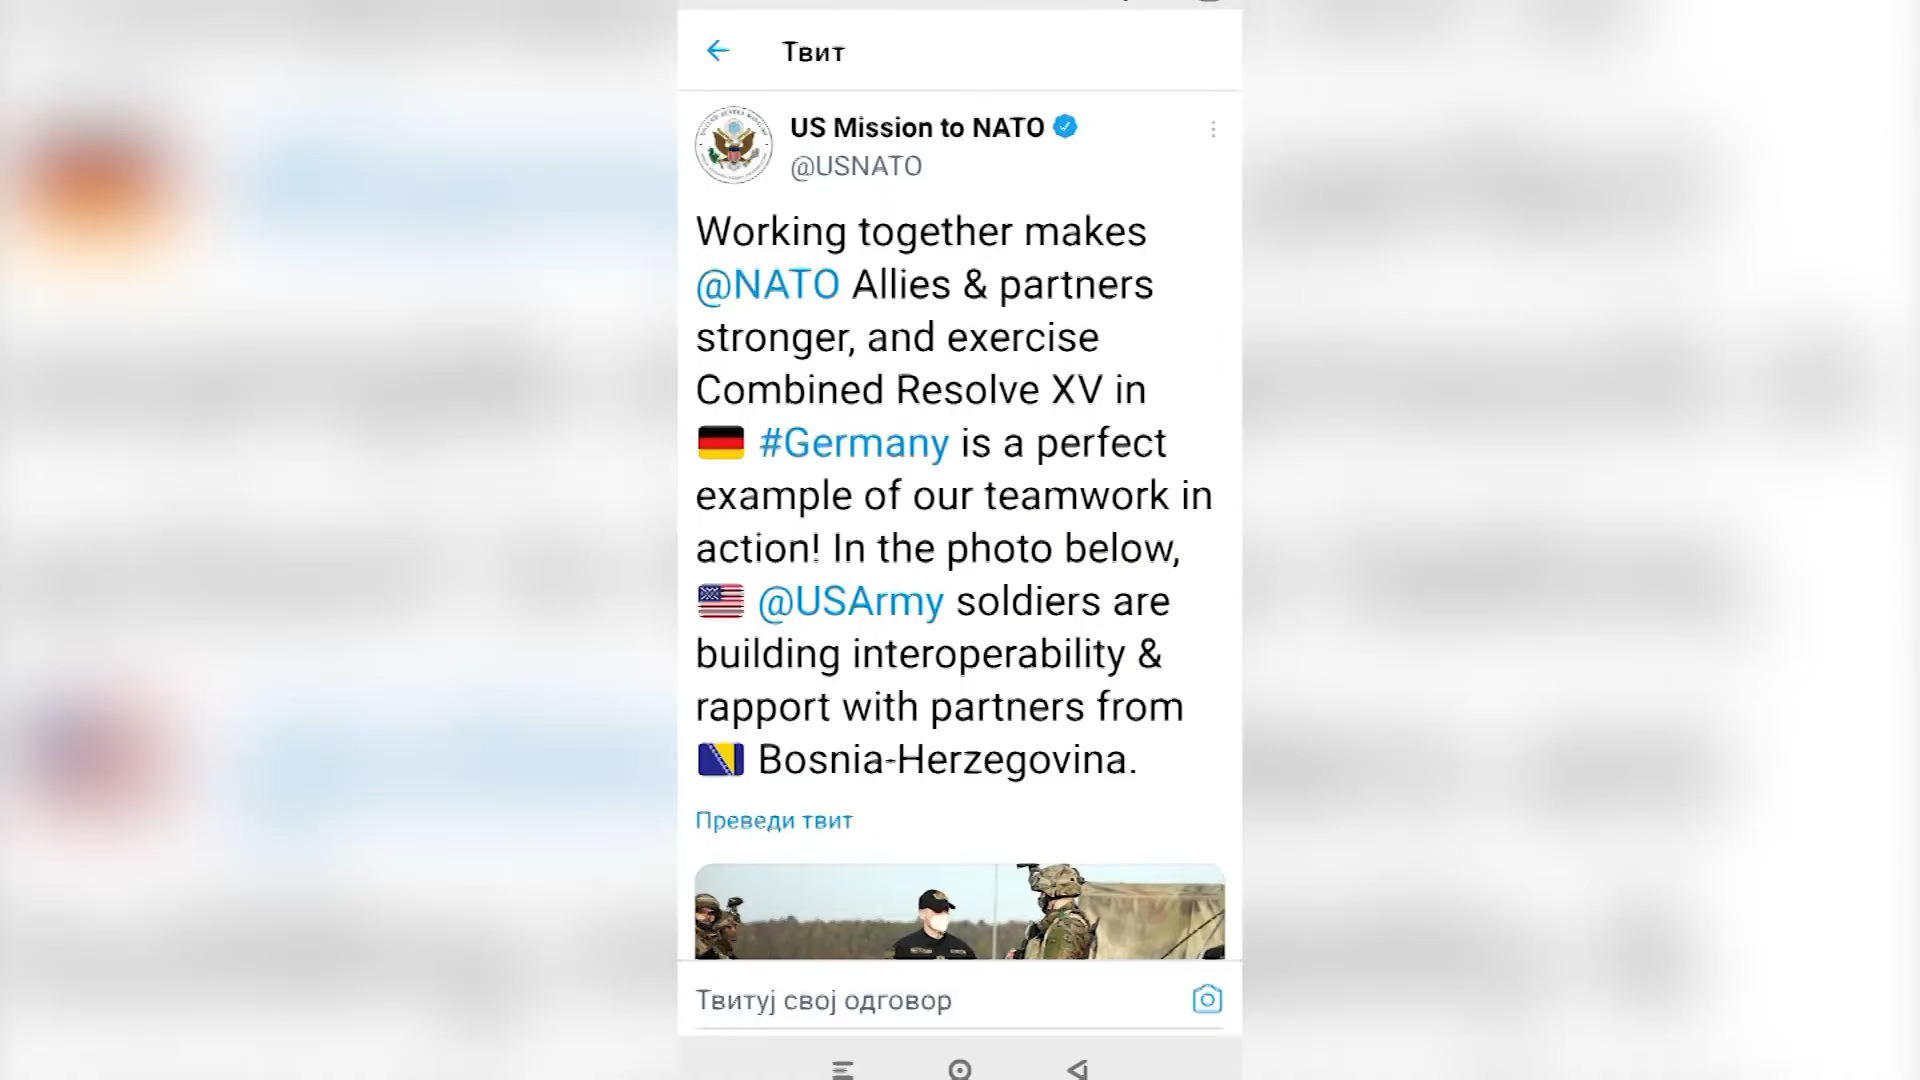 Твит
US Mission to NATO
@USNATO
Working together makes
@NATO Allies & partners
stronger, and exercise
Combined Resolve XV in
#Germany is a perfect
example of our teamwork in
action! In the photo below,
@USArmy soldiers are
building interoperability &
rapport with partners from
Bosnia-Herzegovina.
Преведи твит
Твитуј свој одговор